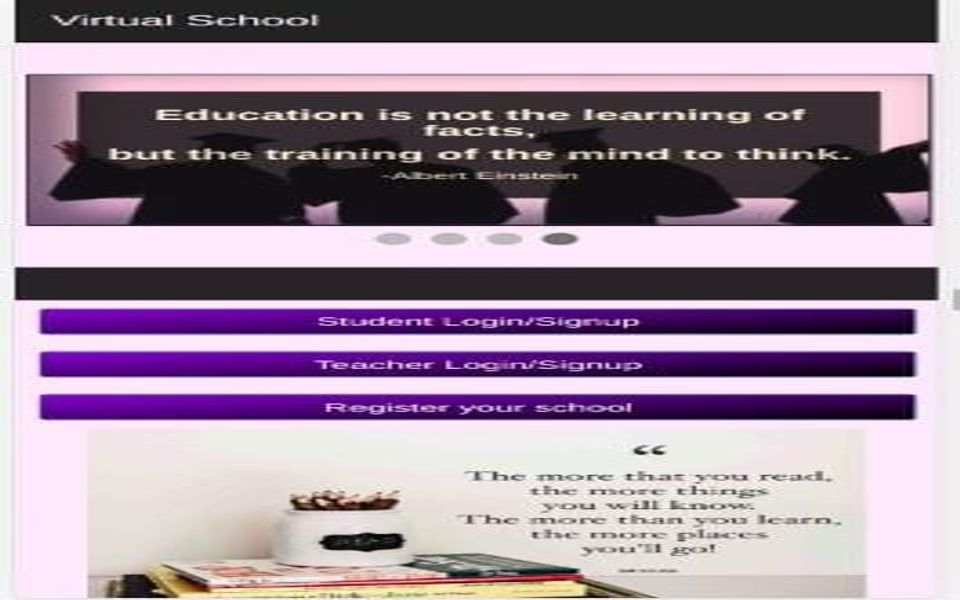 Virtual School
Education is not the learning of
facts,
but the training of the mind to think.
-Albert Einstein
Student Login/Signup
Teacher Login/Signup
Register your school
“
The more that you read,
the more things
you will know.
The more than you learn,
the more places
you'll go!